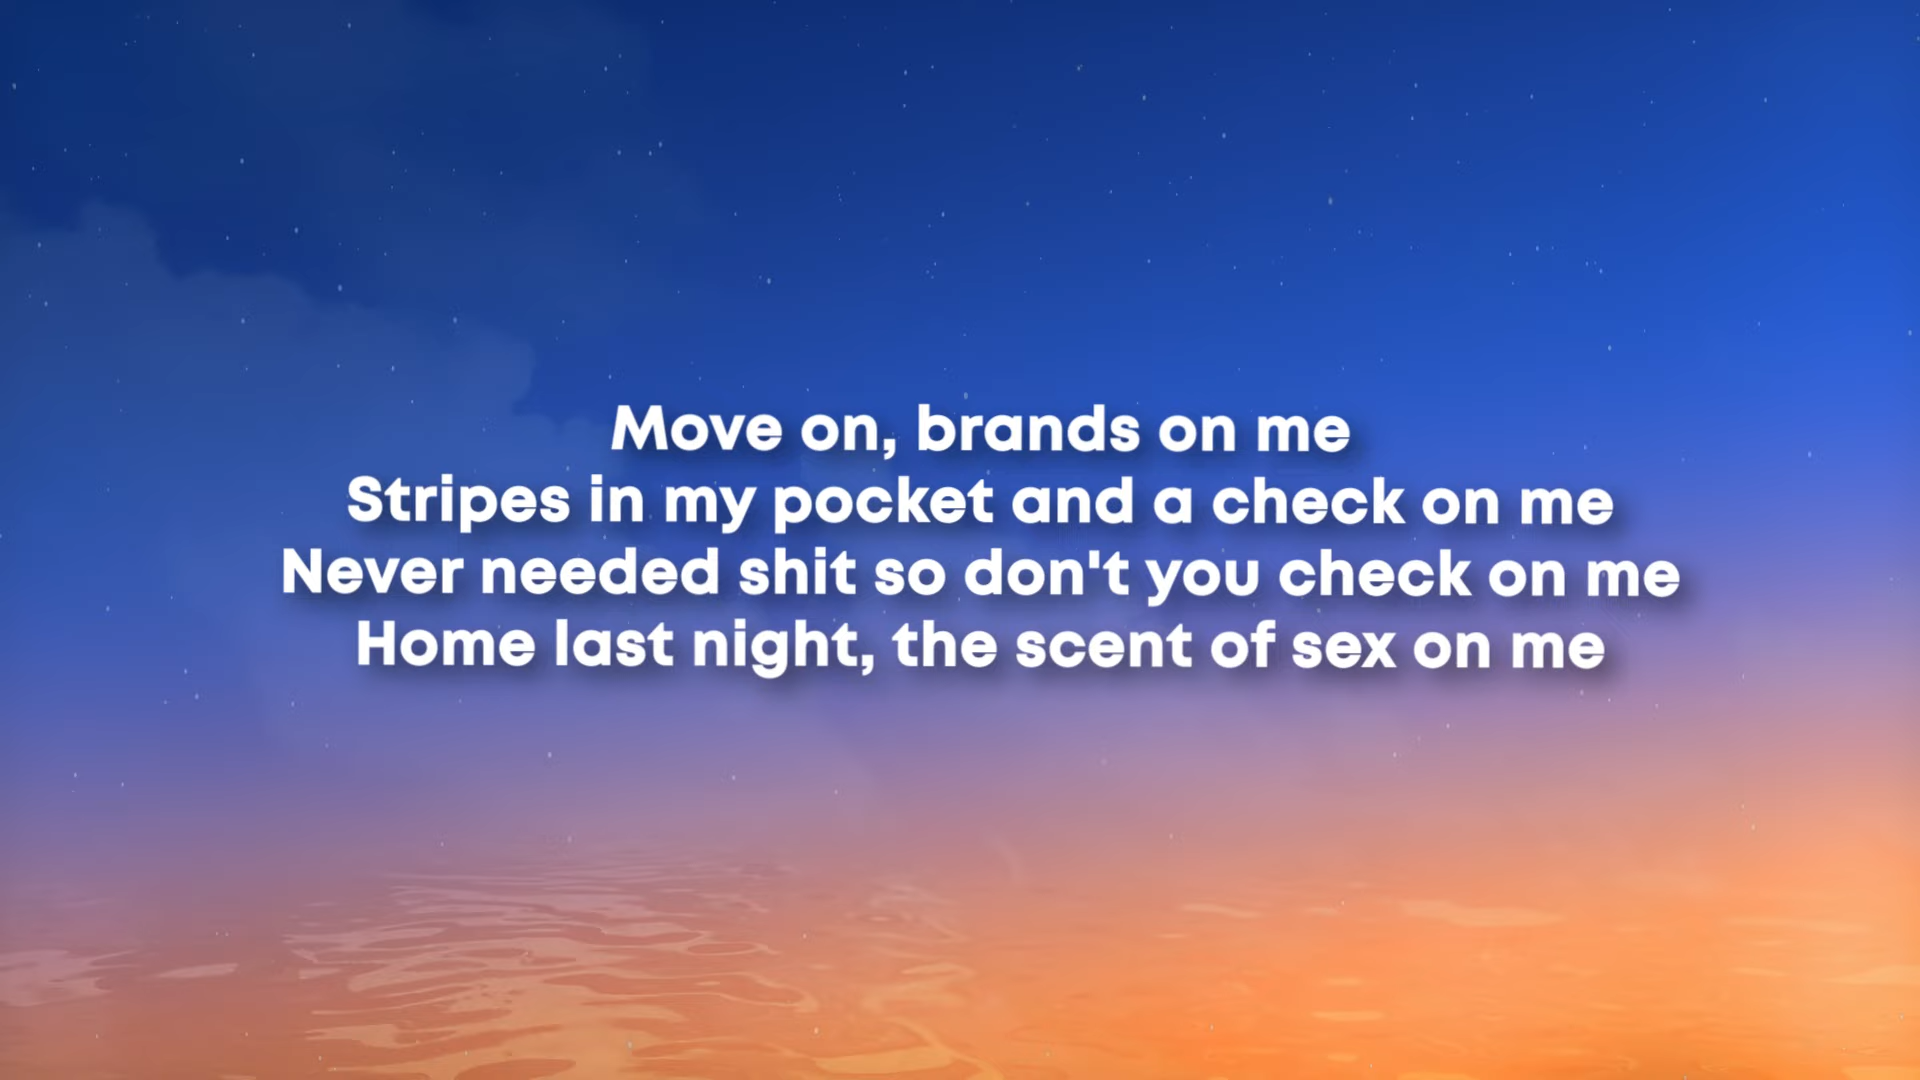 Move on, brands on me
Stripes in my pocket and a check on me
Never needed shit so don't you check on me
Home last night, the scent of sex on me